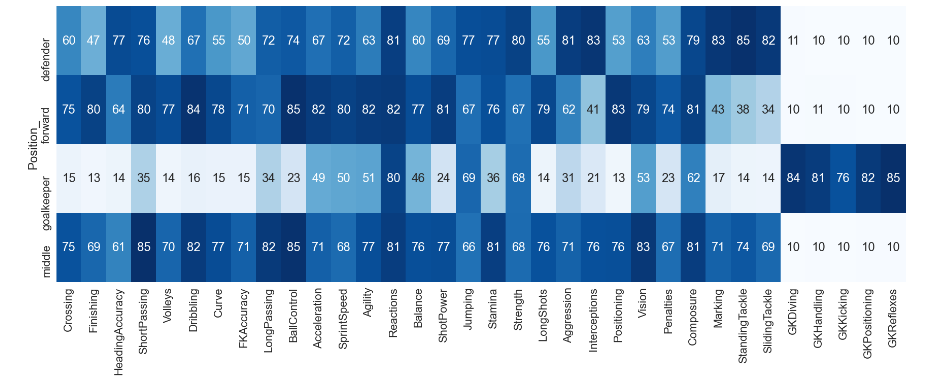 Position_
defender
60 47 77 76 48 67 55 50 72 74 67 72 63 81 60 69 77 77 80 55 81 83 53 63 53 79 83 85 82 11 10 10 10 10
forward
75 80 64 80 77 84 78 71 70 85 82 80 82 82 77 81 67 76 67 79 62 41 83 79 74 81 43 38 34 10 11 10 10 10
goalkeeper
15 13 14 35 14 16 15 15 34 23 49 50 51 80 46 24 69 36 68 14 31 21 13 53 23 62 17 14 14 84 81 76 82 85
middle
75 69 61 85 70 82 77 71 82 85 71 68 77 81 76 77 66 81 68 76 71 76 76 83 67 81 71 74 69 10 10 10 10 10
Crossing
Finishing
HeadingAccuracy
ShortPassing
Volleys
Dribbling
Curve
FKAccuracy
LongPassing
BallControl
Acceleration
SprintSpeed
Agility
Reactions
Balance
ShotPower
Jumping
Stamina
Strength
LongShots
Aggression
Interceptions
Positioning
Vision
Penalties
Composure
Marking
StandingTackle
SlidingTackle
GKDiving
GKHandling
GKKicking
GKPositioning
GKReflexes